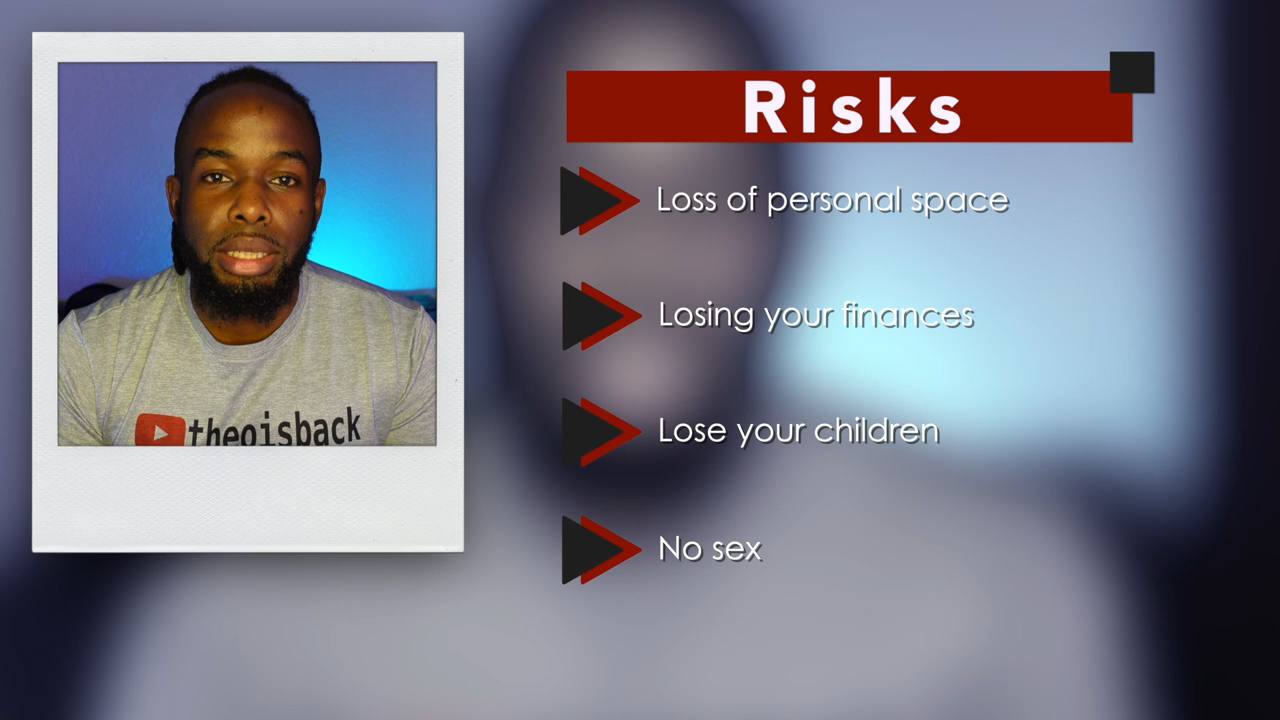 Risks
Loss of personal space
Losing your finances
Lose your children
No sex
theoisback